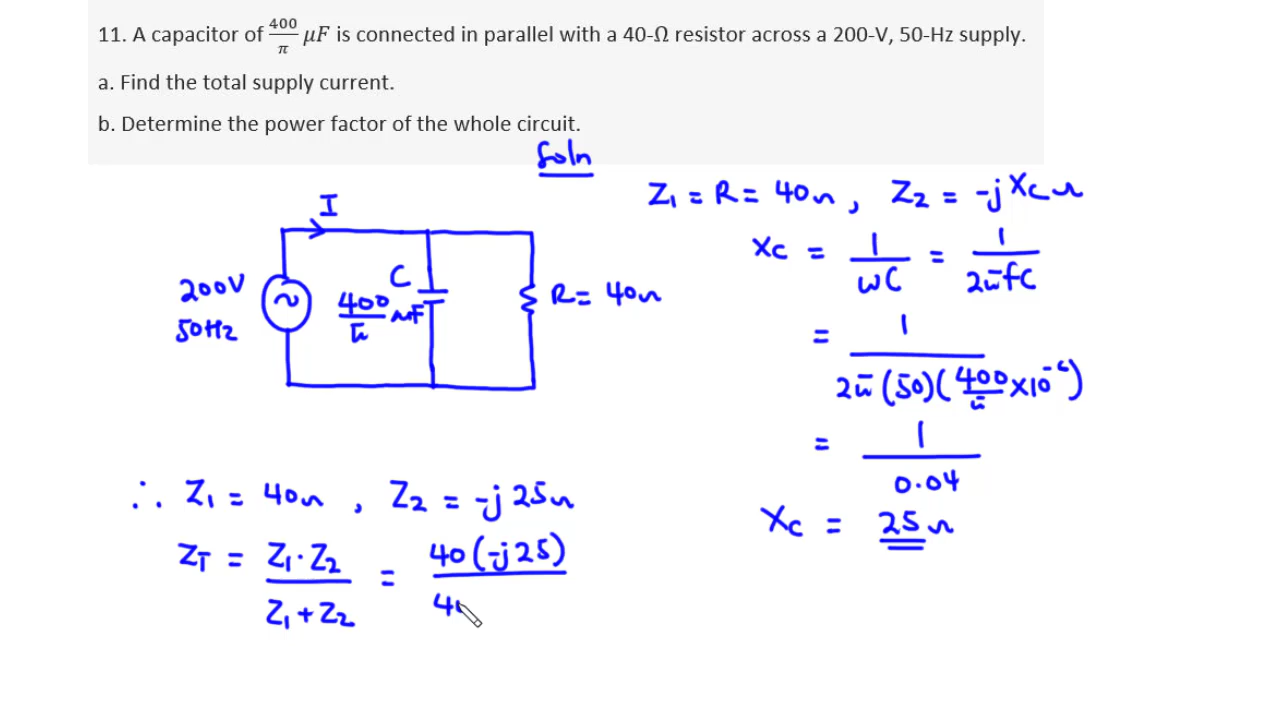 11. A capacitor of 400/π μF is connected in parallel with a 40-Ω resistor across a 200-V, 50-Hz supply.
a. Find the total supply current.
b. Determine the power factor of the whole circuit.
Soln
Z₁ = R = 40Ω, Z₂ = -jXcΩ
I
Xc = 1/ωC = 1/2πfC
200V
50Hz
C
400/π μF
R = 40Ω
= 1/2π(50)(400/π×10⁻⁶)
= 1/0.04
Xc = 25Ω
∴ Z₁ = 40Ω, Z₂ = -j25Ω
Z_T = Z₁·Z₂/Z₁+Z₂ = 40(-j25)/4